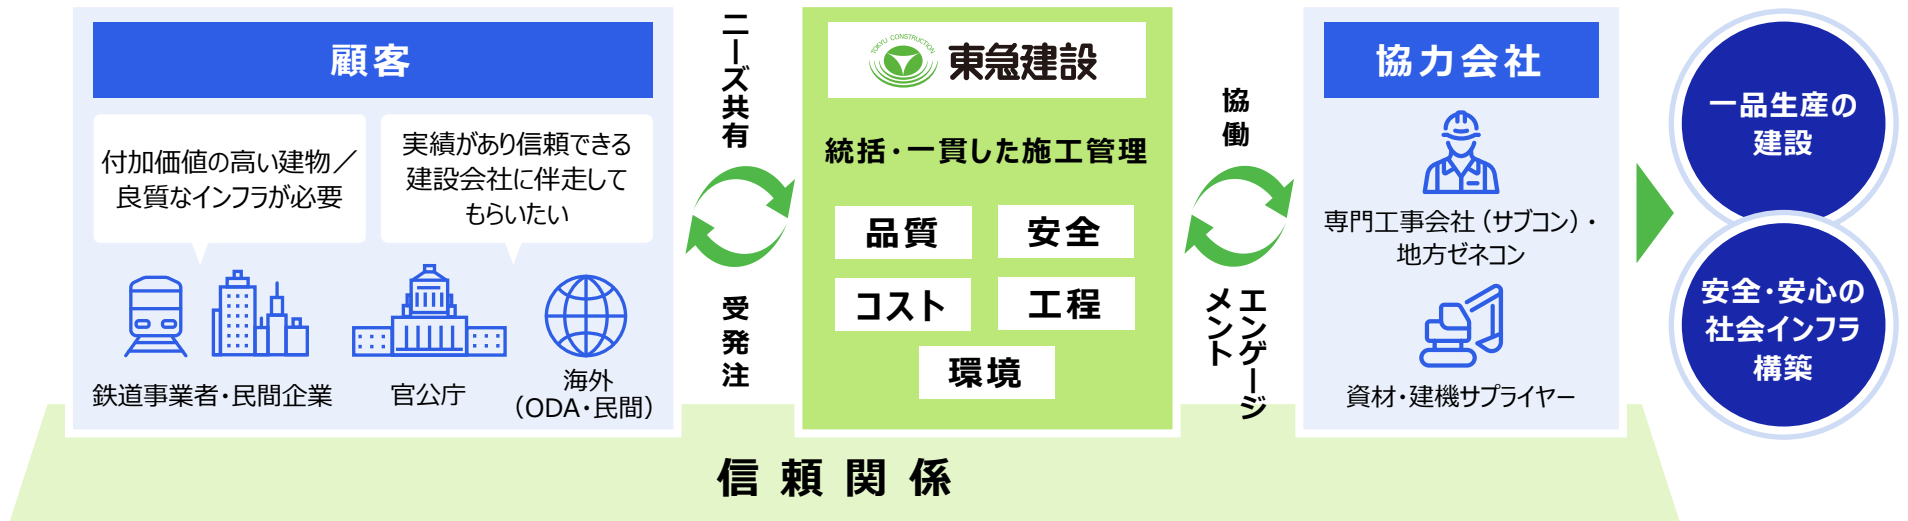 顧客
付加価値の高い建物／
良質なインフラが必要
実績があり信頼できる
建設会社に伴走して
もらいたい
鉄道事業者・民間企業
官公庁
海外
（ODA・民間）
ニーズ共有
受発注
TOKYU CONSTRUCTION
東急建設
統括・一貫した施工管理
品質
安全
コスト
工程
環境
協働
エンゲージ
メント
協力会社
専門工事会社（サブコン）・
地方ゼネコン
資材・建機サプライヤー
一品生産の
建設
安全・安心の
社会インフラ
構築
信頼関係